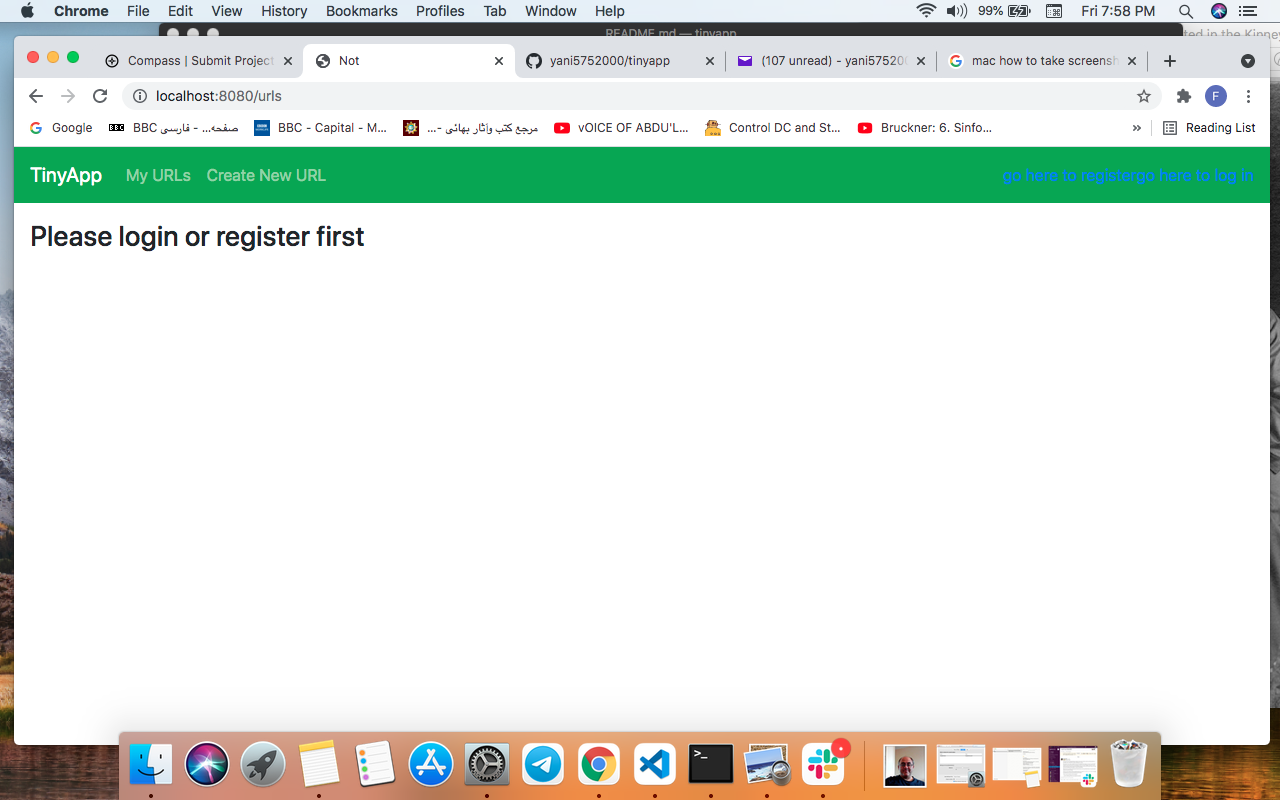 Chrome File Edit View History Bookmarks Profiles Tab Window Help 99% Fri 7:58 PM
README.md — tinyapp
ted in the Kinney
Compass | Submit Project Not yani5752000/tinyapp (107 unread) - yani57520 mac how to take screensh
localhost:8080/urls F
Google BBC BBC صفحه... - فارسی BBC - Capital - M... مرجع كتب وآثار بهائی -... vOICE OF ABDU'L... Control DC and St... Bruckner: 6. Sinfo... » Reading List
TinyApp My URLs Create New URL go here to registergo here to log in
Please login or register first